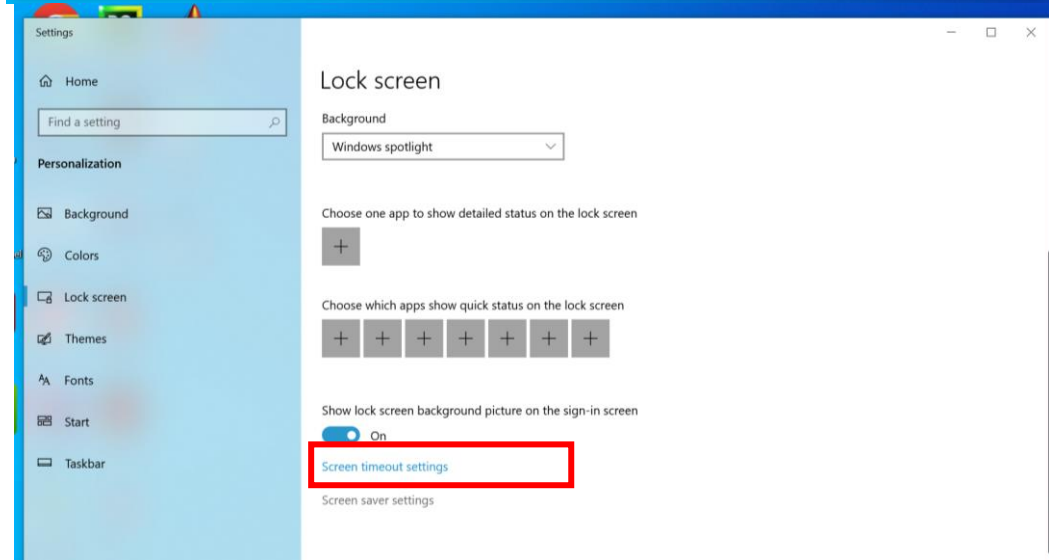 Settings
Home
Find a setting
Personalization
Background
Colors
Lock screen
Themes
Fonts
Start
Taskbar
Lock screen
Background
Windows spotlight
Choose one app to show detailed status on the lock screen
Choose which apps show quick status on the lock screen
Show lock screen background picture on the sign-in screen
On
Screen timeout settings
Screen saver settings